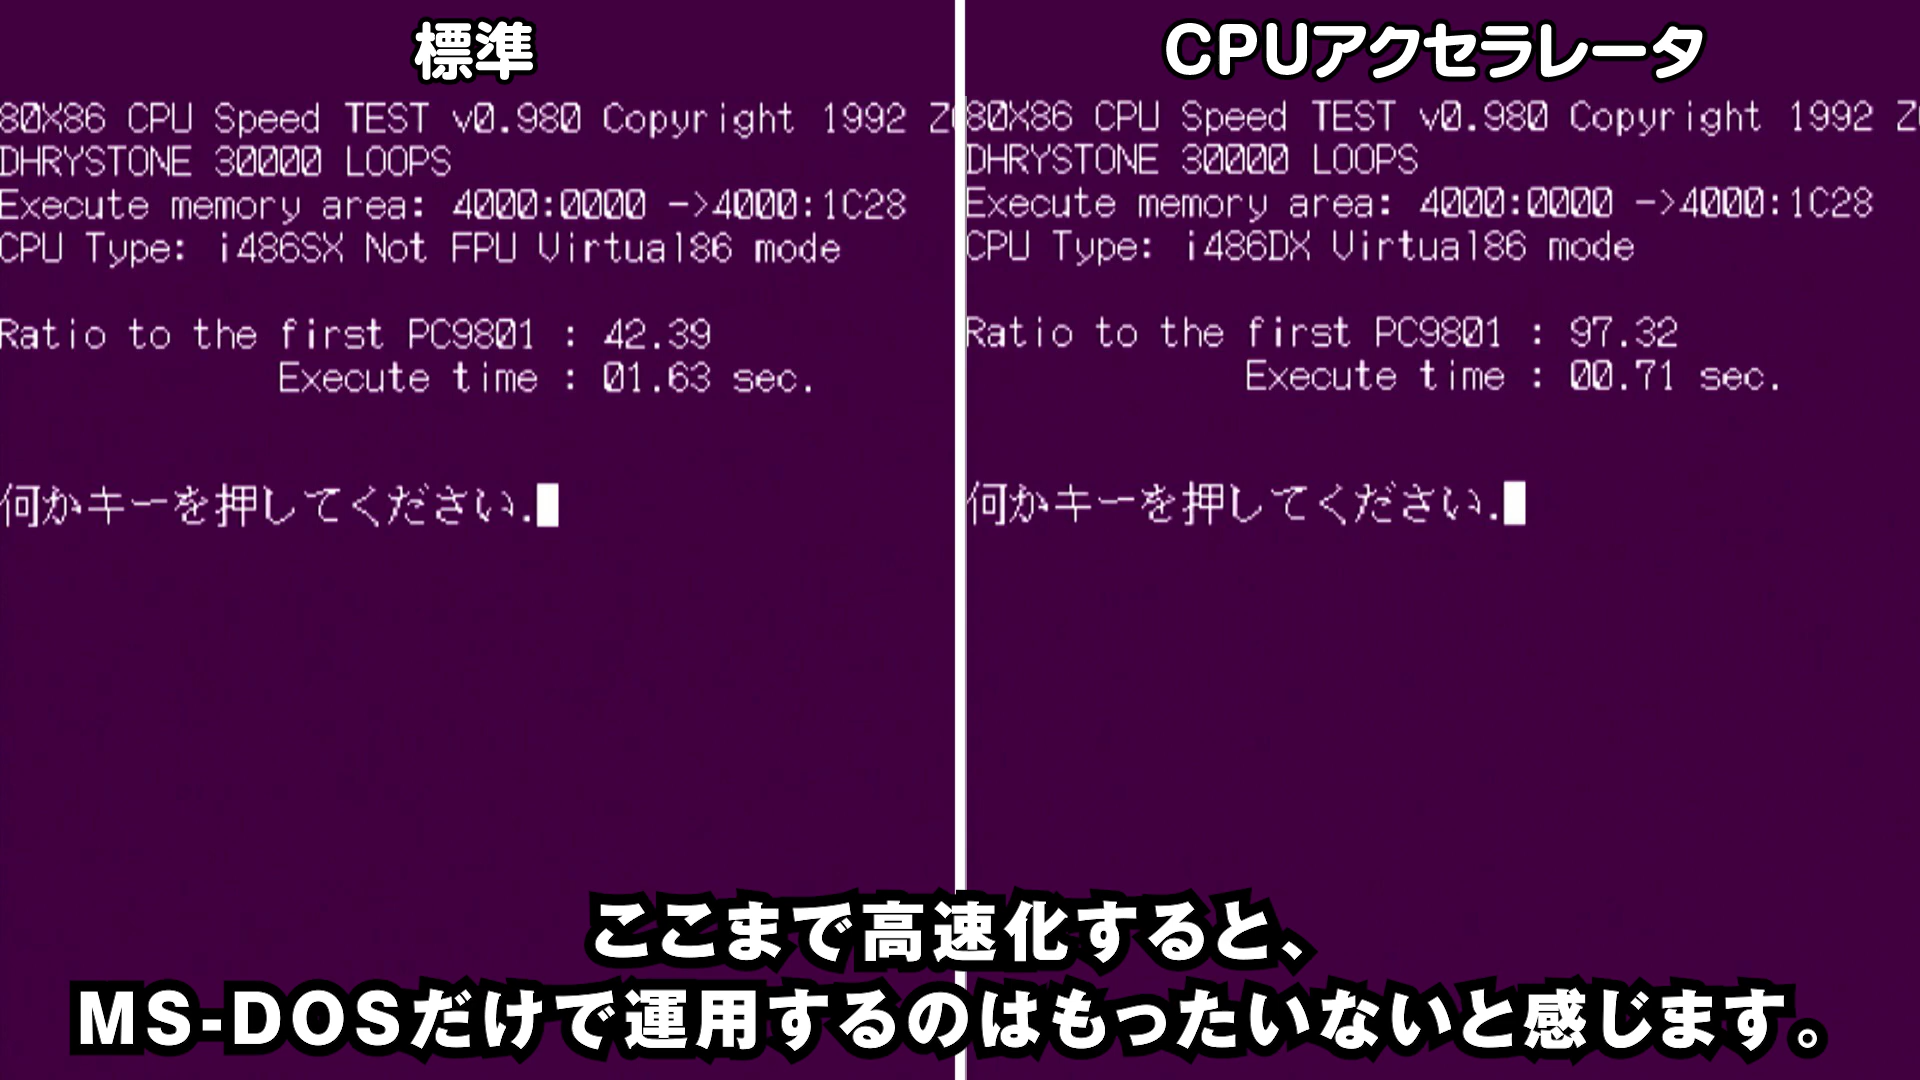 標準
80X86 CPU Speed TEST v0.980 Copyright 1992
DHRYSTONE 30000 LOOPS
Execute memory area: 4000:0000 ->4000:1C28
CPU Type: i486SX Not FPU Virtual86 mode
Ratio to the first PC9801 : 42.39
Execute time : 01.63 sec.
何かキーを押してください.
CPUアクセラレータ
80X86 CPU Speed TEST v0.980 Copyright 1992
DHRYSTONE 30000 LOOPS
Execute memory area: 4000:0000 ->4000:1C28
CPU Type: i486DX Virtual86 mode
Ratio to the first PC9801 : 97.32
Execute time : 00.71 sec.
何かキーを押してください.
ここまで高速化すると、
MS-DOSだけで運用するのはもったいないと感じます。